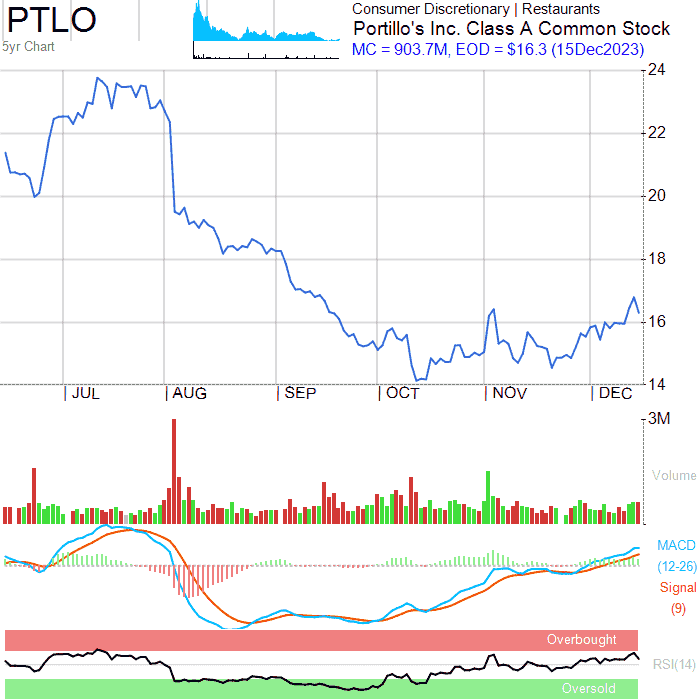 PTLO
5yr Chart
Consumer Discretionary | Restaurants
Portillo's Inc. Class A Common Stock
MC = 903.7M, EOD = $16.3 (15Dec2023)
24
22
20
18
16
14
JUL AUG SEP OCT NOV DEC
3M
Volume
MACD
(12-26)
Signal
(9)
Overbought
RSI(14)
Oversold